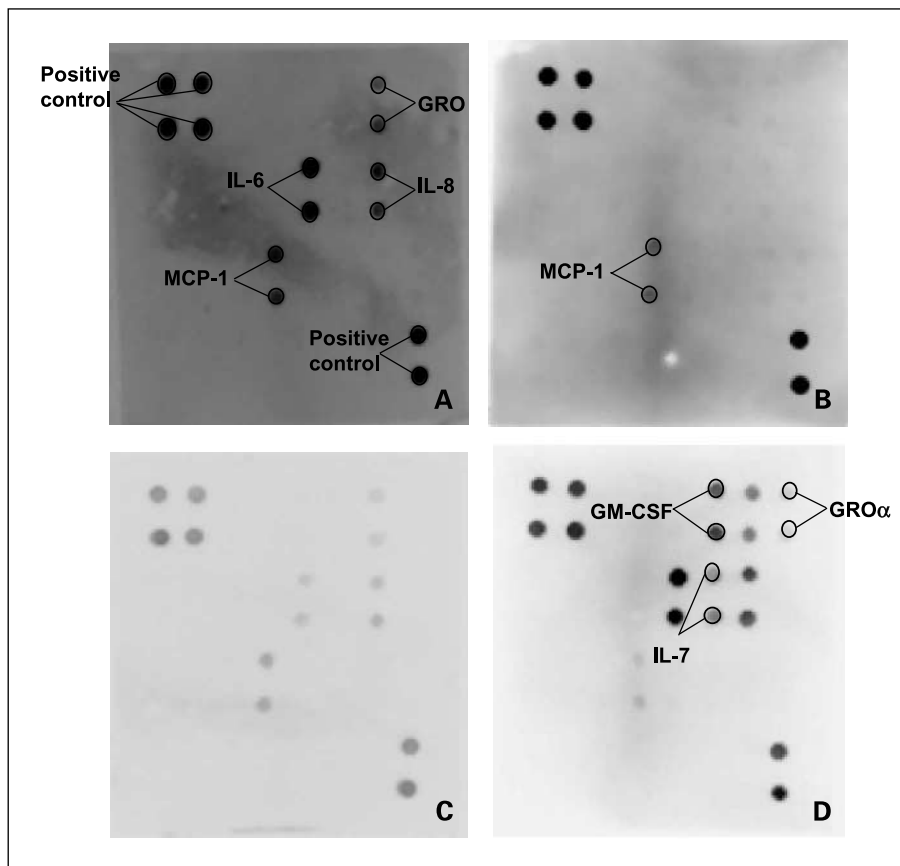 Positive
control
GRO
IL-6
IL-8
MCP-1
Positive
control
A
MCP-1
B
C
GM-CSF
GROα
IL-7
D